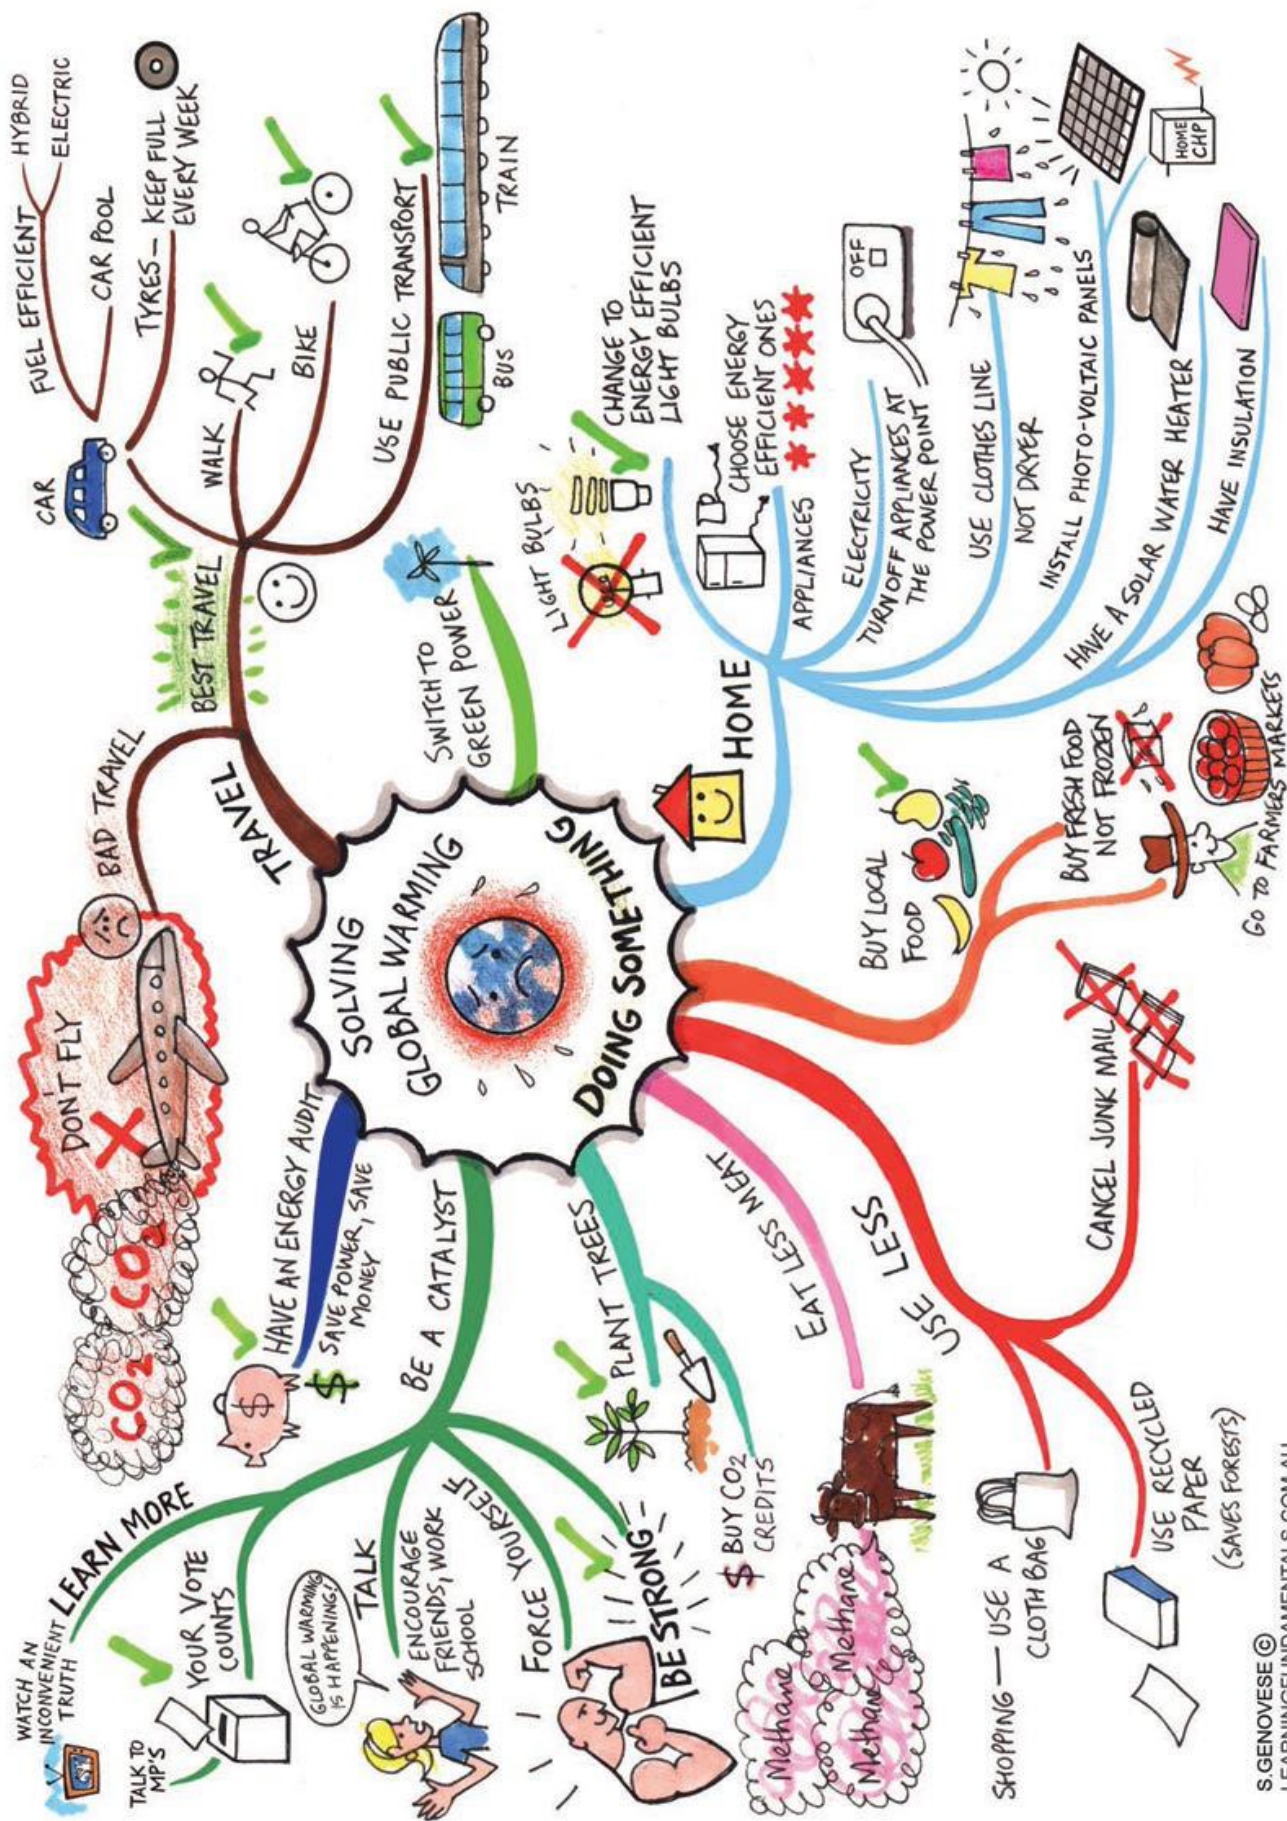 SOLVING
GLOBAL WARMING
DOING SOMETHING
TRAVEL
BAD TRAVEL
DON'T FLY
CO2
CO2
BEST TRAVEL
CAR
FUEL EFFICIENT
HYBRID
ELECTRIC
CAR POOL
TYRES — KEEP FULL
EVERY WEEK
WALK
BIKE
USE PUBLIC TRANSPORT
BUS
TRAIN
SWITCH TO
GREEN POWER
HOME
LIGHT BULBS
CHANGE TO
ENERGY EFFICIENT
LIGHT BULBS
APPLIANCES
CHOOSE ENERGY
EFFICIENT ONES
ELECTRICITY
TURN OFF APPLIANCES AT
THE POWER POINT
OFF
USE CLOTHES LINE
NOT DRYER
INSTALL PHOTO-VOLTAIC PANELS
HOME
CHP
HAVE A SOLAR WATER HEATER
HAVE INSULATION
BUY LOCAL
FOOD
BUY FRESH FOOD
NOT FROZEN
GO TO FARMERS' MARKETS
USE LESS
CANCEL JUNK MAIL
SHOPPING — USE A
CLOTH BAG
USE RECYCLED
PAPER
(SAVES FORESTS)
EAT LESS MEAT
Methane
Methane
Methane
PLANT TREES
$ BUY CO2
CREDITS
BE A CATALYST
LEARN MORE
WATCH AN
INCONVENIENT
TRUTH
YOUR VOTE
COUNTS
TALK TO
MP'S
TALK
ENCOURAGE
FRIENDS, WORK
SCHOOL
GLOBAL WARMING
IS HAPPENING!
FORCE YOURSELF
BE STRONG
HAVE AN ENERGY AUDIT
$ SAVE POWER, SAVE
MONEY
$
S.GENOVESE ©
LEARNINGFUNDAMENTALS.COM.AU